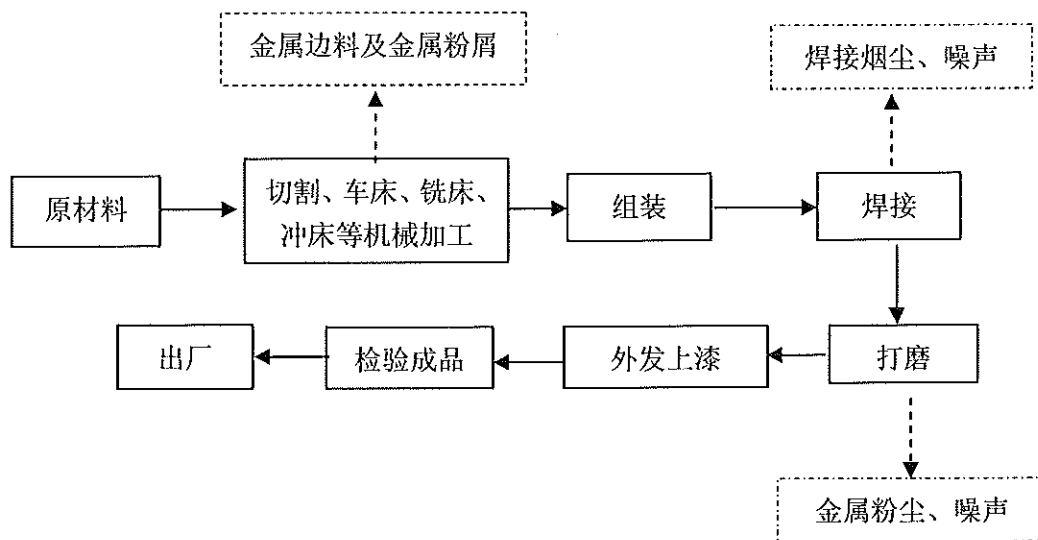 金属边料及金属粉屑
焊接烟尘、噪声
原材料
切割、车床、铣床、
冲床等机械加工
组装
焊接
出厂
检验成品
外发上漆
打磨
金属粉尘、噪声